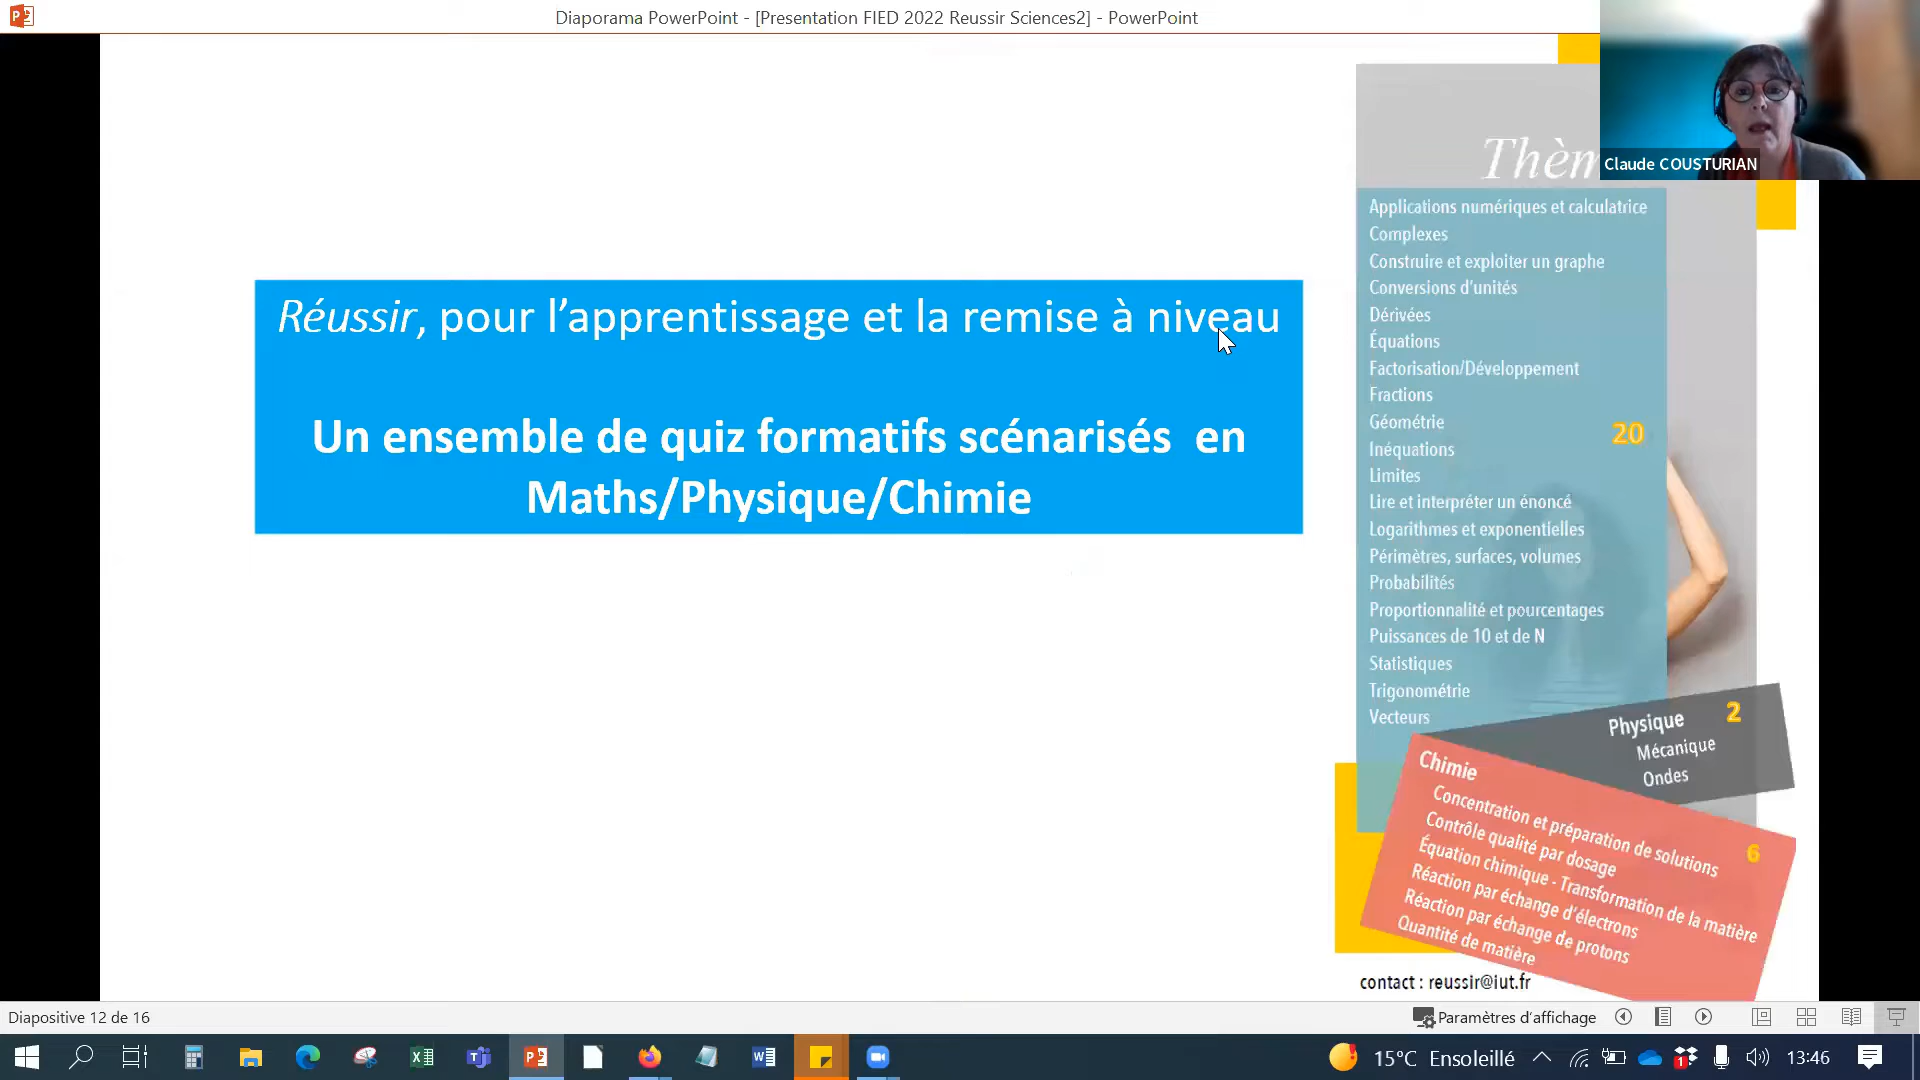 Diaporama PowerPoint - [Presentation FIED 2022 Reussir Sciences2] - PowerPoint
Claude COUSTURIAN
Réussir, pour l’apprentissage et la remise à niveau
Un ensemble de quiz formatifs scénarisés en
Maths/Physique/Chimie
Applications numériques et calculatrice
Complexes
Construire et exploiter un graphe
Conversions d'unités
Dérivées
Équations
Factorisation/Développement
Fractions
Géométrie
20
Inéquations
Limites
Lire et interpréter un énoncé
Logarithmes et exponentielles
Périmètres, surfaces, volumes
Probabilités
Proportionnalité et pourcentages
Puissances de 10 et de N
Statistiques
Trigonométrie
Vecteurs
Physique 2
Mécanique
Ondes
Chimie
Concentration et préparation de solutions
6
Contrôle qualité par dosage
Équation chimique - Transformation de la matière
Réaction par échange d'électrons
Réaction par échange de protons
Quantité de matière
contact : reussir@iut.fr
Diapositive 12 de 16
Paramètres d'affichage
15°C Ensoleillé
13:46